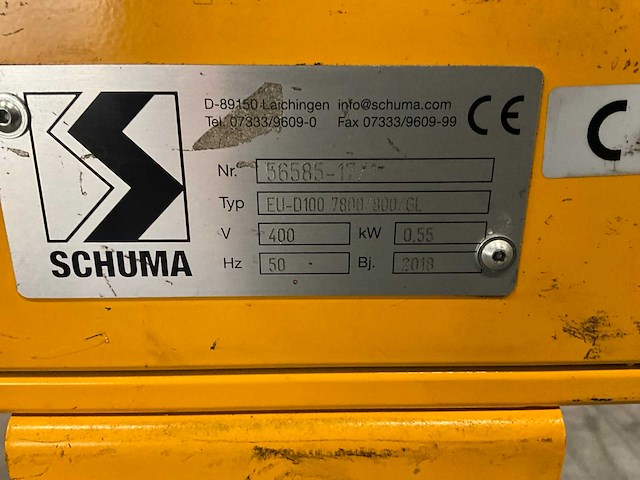 D-89150 Laichingen info@schuma.com
Tel. 07333/9609-0 Fax 07333/9609-99
CE
C
Nr.
Typ EU-D100 7800/800/GL
V 400 kW 0,55
Hz 50 Bj. 2018
SCHUMA